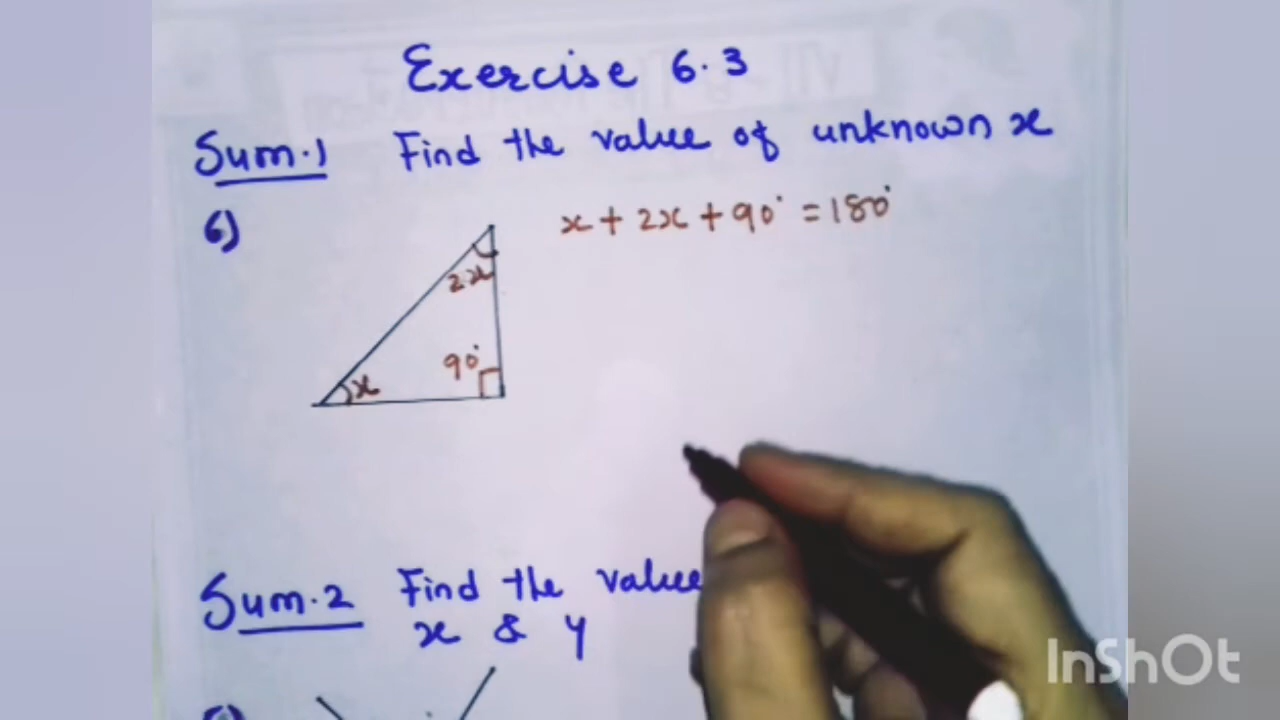 Exercise 6.3
Sum.1 Find the value of unknown x
6)
x + 2x + 90° = 180°
2x
90°
x
Sum.2 Find the value
x & y
InShOt